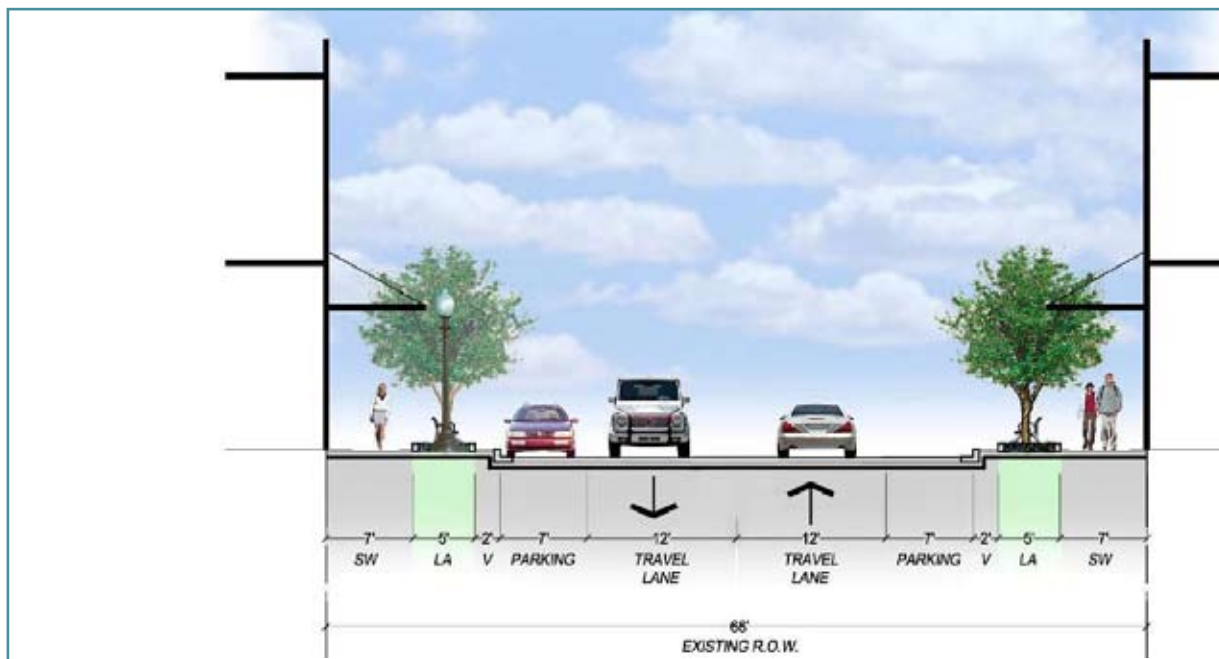 7' 5' 2' 7' 12' 12' 7' 2' 5' 7'
SW LA V PARKING TRAVEL LANE TRAVEL LANE PARKING V LA SW
66'
EXISTING R.O.W.